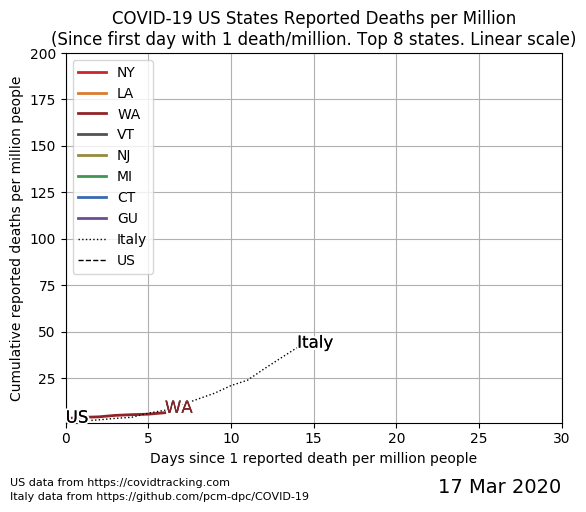 COVID-19 US States Reported Deaths per Million
(Since first day with 1 death/million. Top 8 states. Linear scale)
Cumulative reported deaths per million people
200
175
150
125
100
75
50
25
NY
LA
WA
VT
NJ
MI
CT
GU
Italy
US
Italy
WA
US
0 5 10 15 20 25 30
Days since 1 reported death per million people
US data from https://covidtracking.com
Italy data from https://github.com/pcm-dpc/COVID-19
17 Mar 2020